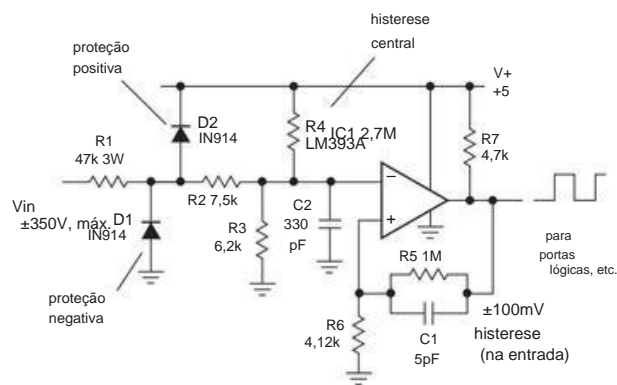 histerese
central
proteção
positiva
V+
+5
D2
IN914
R4
IC1 2,7M
LM393A
R7
4,7k
R1
47k 3W
−
R2 7,5k
C2
330
pF
R3
6,2k
+
Vin
±350V, máx.
D1
IN914
para
portas
lógicas, etc.
R5 1M
proteção
negativa
±100mV
histerese
(na entrada)
R6
4,12k
C1
5pF